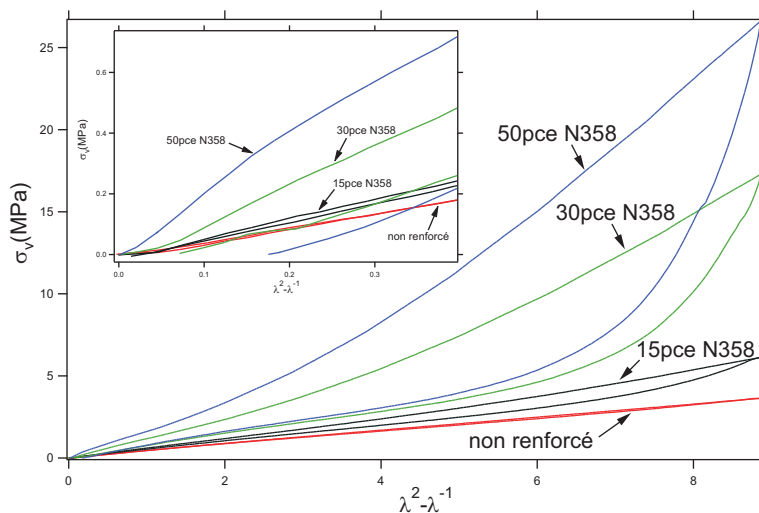 25
20
15
10
5
0
σv(MPa)
0
2
4
6
8
λ²-λ⁻¹
50pce N358
30pce N358
15pce N358
non renforcé
0.6
0.4
0.2
0.0
σv(MPa)
0.0
0.1
0.2
0.3
λ²-λ⁻¹
50pce N358
30pce N358
15pce N358
non renforcé